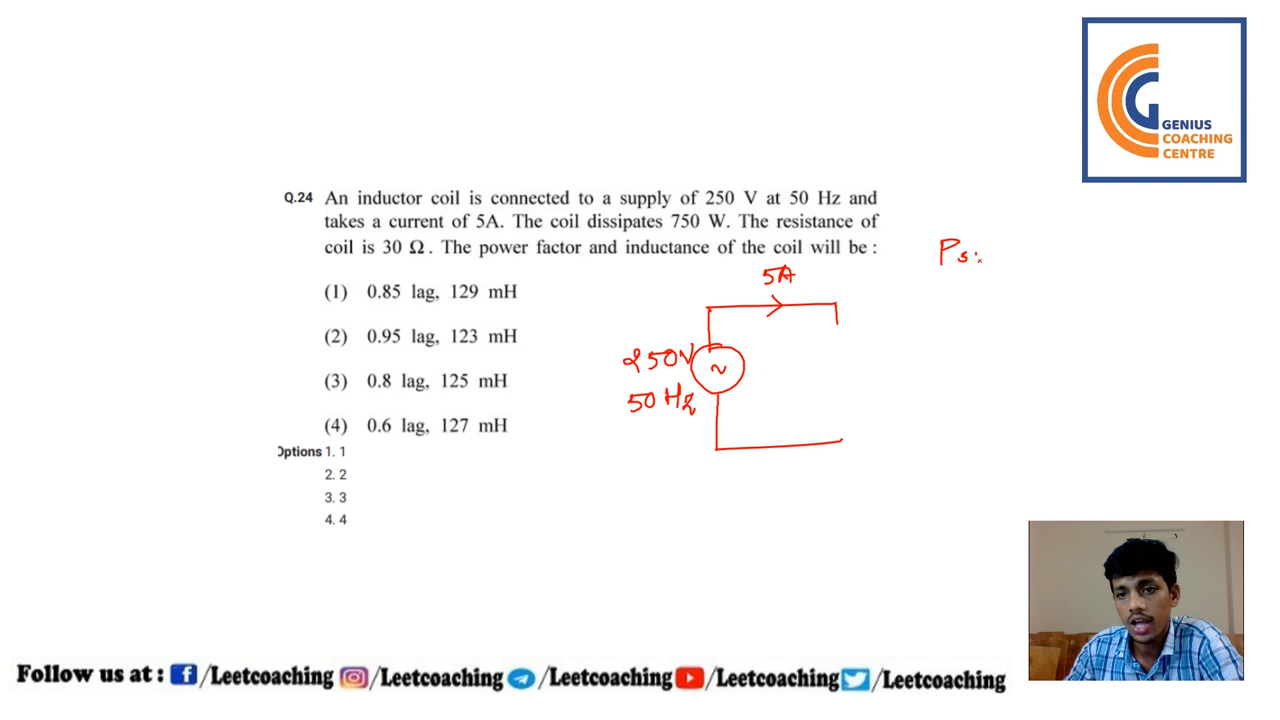 GENIUS
COACHING
CENTRE
Q.24 An inductor coil is connected to a supply of 250 V at 50 Hz and
takes a current of 5A. The coil dissipates 750 W. The resistance of
coil is 30 Ω. The power factor and inductance of the coil will be :
Ps:
5A
(1) 0.85 lag, 129 mH
(2) 0.95 lag, 123 mH
250V
~
(3) 0.8 lag, 125 mH
50 Hz
(4) 0.6 lag, 127 mH
Options 1. 1
2. 2
3. 3
4. 4
Follow us at : /Leetcoaching /Leetcoaching /Leetcoaching /Leetcoaching /Leetcoaching